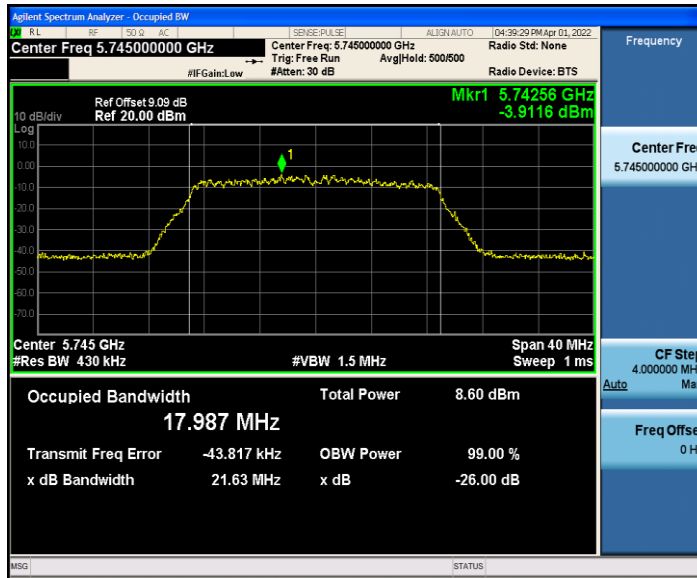 Agilent Spectrum Analyzer - Occupied BW
RL RF 50 Ω AC SENSE:PULSE ALIGN AUTO 04:39:29 PM Apr 01, 2022
Center Freq 5.745000000 GHz
Center Freq: 5.745000000 GHz
Radio Std: None
Trig: Free Run Avg|Hold: 500/500
#IFGain:Low
#Atten: 30 dB
Radio Device: BTS
Ref Offset 9.09 dB
10 dB/div Ref 20.00 dBm
Mkr1 5.74256 GHz
-3.9116 dBm
Log
10.0
0.00
-10.0
-20.0
-30.0
-40.0
-50.0
-60.0
-70.0
1
Center 5.745 GHz
Span 40 MHz
#Res BW 430 kHz
#VBW 1.5 MHz
Sweep 1 ms
Occupied Bandwidth
17.987 MHz
Total Power 8.60 dBm
Transmit Freq Error -43.817 kHz
OBW Power 99.00 %
x dB Bandwidth 21.63 MHz
x dB -26.00 dB
MSG
STATUS
Frequency
Center Fre
5.745000000 GH
CF Step
4.000000 MH
Auto Ma
Freq Offse
0 H